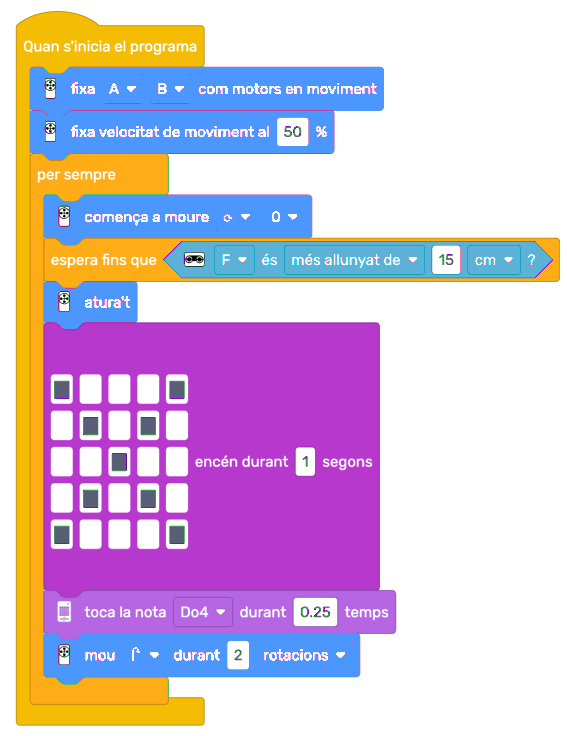 Quan s'inicia el programa
fixa A B com motors en moviment
fixa velocitat de moviment al 50 %
per sempre
comença a moure 0
espera fins que F és més allunyat de 15 cm ?
atura't
encén durant 1 segons
toca la nota Do4 durant 0.25 temps
mou durant 2 rotacions